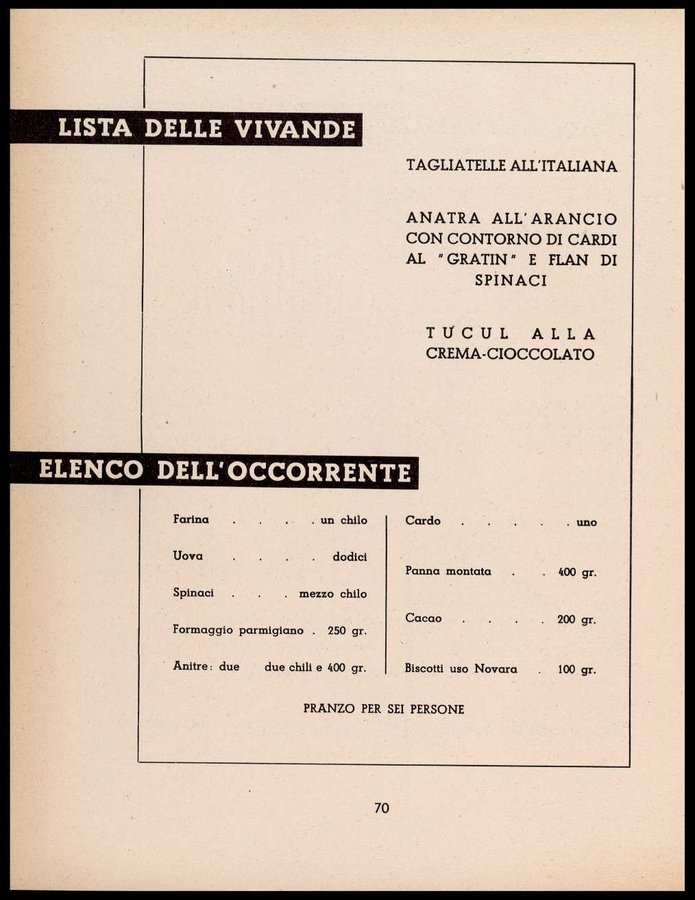 LISTA DELLE VIVANDE
TAGLIATELLE ALL'ITALIANA
ANATRA ALL'ARANCIO
CON CONTORNO DI CARDI
AL "GRATIN" E FLAN DI
SPINACI
TUCUL ALLA
CREMA-CIOCCOLATO
ELENCO DELL'OCCORRENTE
Farina . . . . un chilo
Uova . . . . dodici
Spinaci . . . mezzo chilo
Formaggio parmigiano . 250 gr.
Anitre: due due chili e 400 gr.
Cardo . . . . . uno
Panna montata . . 400 gr.
Cacao . . . . 200 gr.
Biscotti uso Novara . 100 gr.
PRANZO PER SEI PERSONE
70